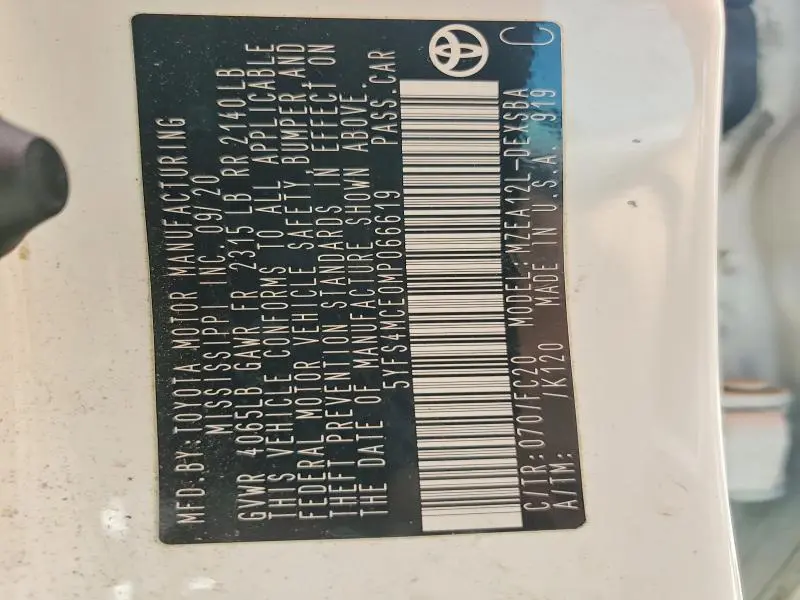 MFD.BY:TOYOTA MOTOR MANUFACTURING
MISSISSIPPI INC. 09/20
GVWR 4065LB GAWR FR 2315 LB RR 2140LB
THIS VEHICLE CONFORMS TO ALL APPLICABLE
FEDERAL MOTOR VEHICLE SAFETY, BUMPER, AND
THEFT PREVENTION STANDARDS IN EFFECT ON
THE DATE OF MANUFACTURE SHOWN ABOVE.
5YFS4MCE0MP066619 PASS.CAR
C/TR:070/FC20 MODEL:MZEA12L-DEXSBA
A/TM: /K120 MADE IN U.S.A. 919 C